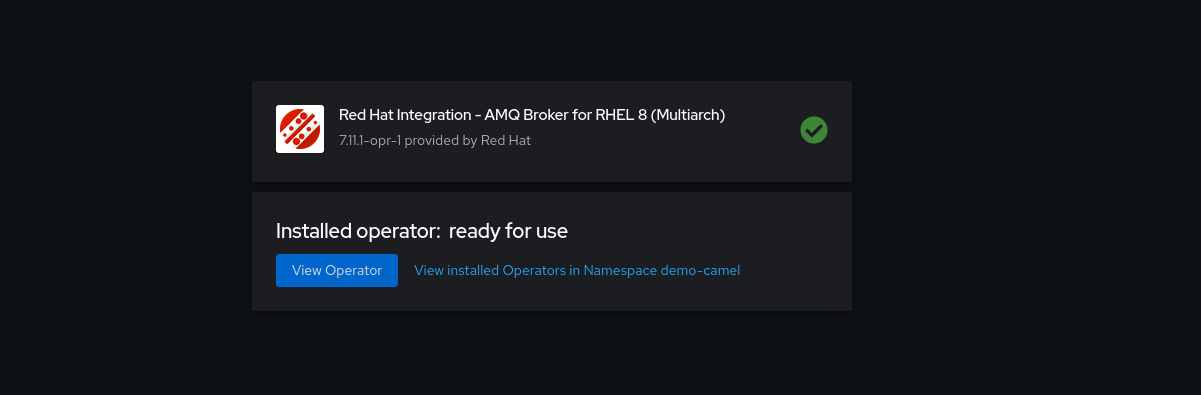 Red Hat Integration - AMQ Broker for RHEL 8 (Multiarch)
7.11.1-opr-1 provided by Red Hat
Installed operator: ready for use
View Operator
View installed Operators in Namespace demo-camel